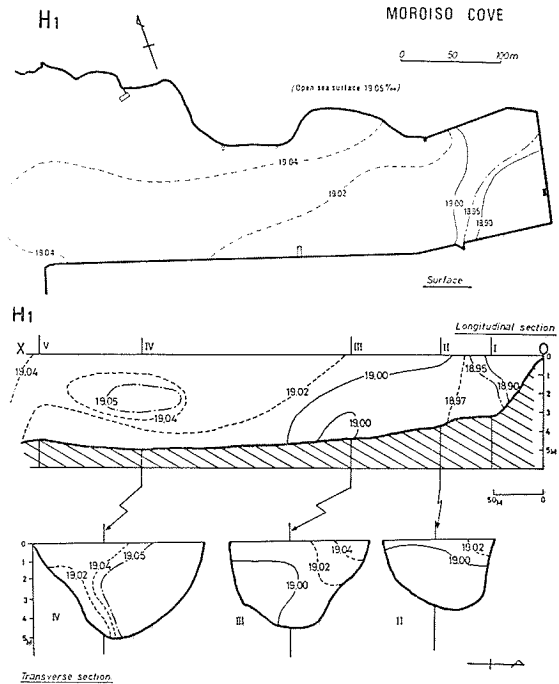 H1
MOROISO COVE
0 50 100m
(Open sea surface 19.05 ‰)
19.04
19.02
19.00
18.95
18.90
19.04
Surface
H1
Longitudinal section
X V IV III II I O
19.04
19.05
19.04
19.02
19.00
19.00
18.97
18.95
18.90
0
1
2
3
4
5M
50M 0
0
1
2
3
4
5M
19.02
19.04
19.05
IV
19.00
19.02
19.04
III
19.00
19.02
II
Transverse section